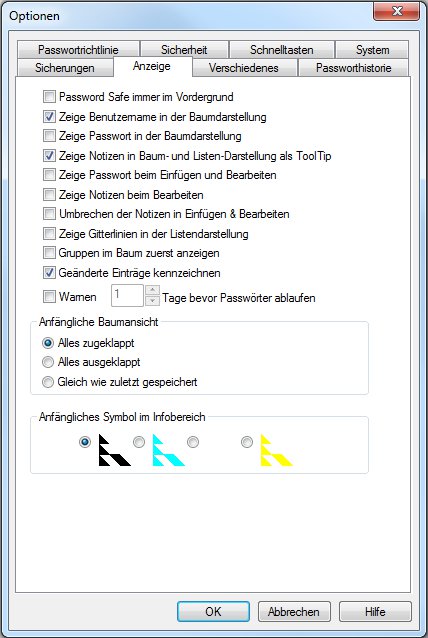 Optionen
Passwortrichtlinie Sicherheit Schnelltasten System
Sicherungen Anzeige Verschiedenes Passworthistorie
Password Safe immer im Vordergrund
Zeige Benutzername in der Baumdarstellung
Zeige Passwort in der Baumdarstellung
Zeige Notizen in Baum- und Listen-Darstellung als ToolTip
Zeige Passwort beim Einfügen und Bearbeiten
Zeige Notizen beim Bearbeiten
Umbrechen der Notizen in Einfügen & Bearbeiten
Zeige Gitterlinien in der Listendarstellung
Gruppen im Baum zuerst anzeigen
Geänderte Einträge kennzeichnen
Warnen 1 Tage bevor Passwörter ablaufen
Anfängliche Baumansicht
Alles zugeklappt
Alles ausgeklappt
Gleich wie zuletzt gespeichert
Anfängliches Symbol im Infobereich
OK Abbrechen Hilfe